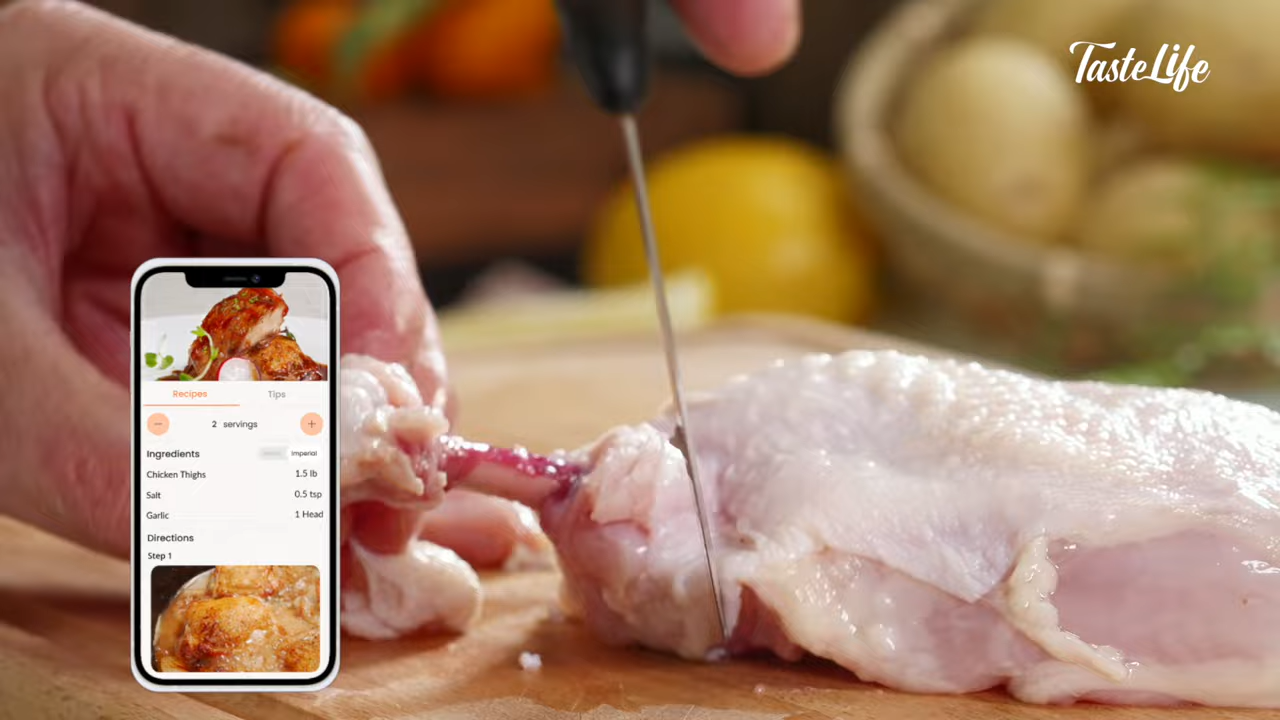 TasteLife
Recipes Tips
− 2 servings +
Ingredients Imperial
Chicken Thighs 1.5 lb
Salt 0.5 tsp
Garlic 1 Head
Directions
Step 1